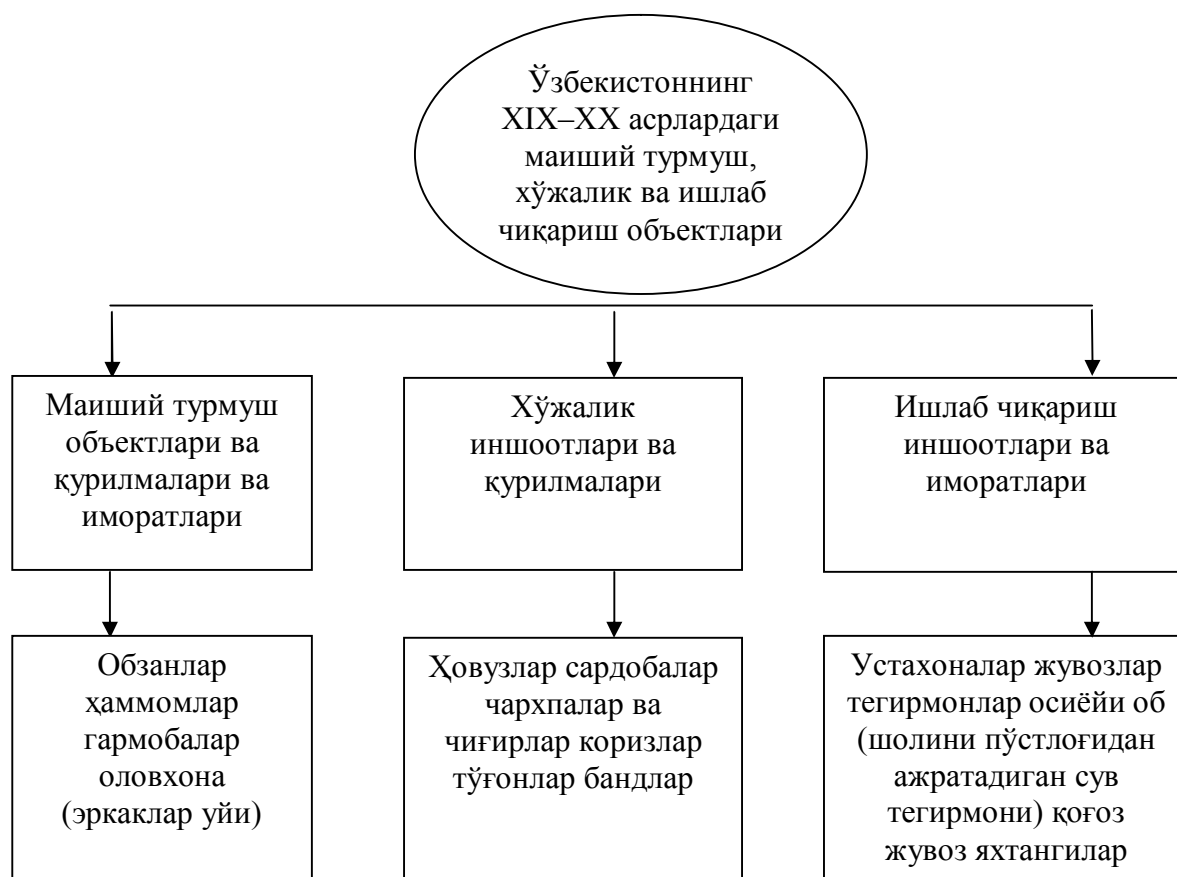 Ўзбекистоннинг
XIX–XX асрлардаги
маиший турмуш,
хўжалик ва ишлаб
чиқариш объектлари
Маиший турмуш
объектлари ва
қурилмалари ва
иморатлари
Хўжалик
иншоотлари ва
қурилмалари
Ишлаб чиқариш
иншоотлари ва
иморатлари
Обзанлар
ҳаммомлар
гармобалар
оловхона
(эркаклар уйи)
Ҳовузлар сардобалар
чархпалар ва
чиғирлар коризлар
тўғонлар бандлар
Устахоналар жувозлар
тегирмонлар осиёйи об
(шолини пўстлоғидан
ажратадиган сув
тегирмони) қоғоз
жувоз яхтангилар